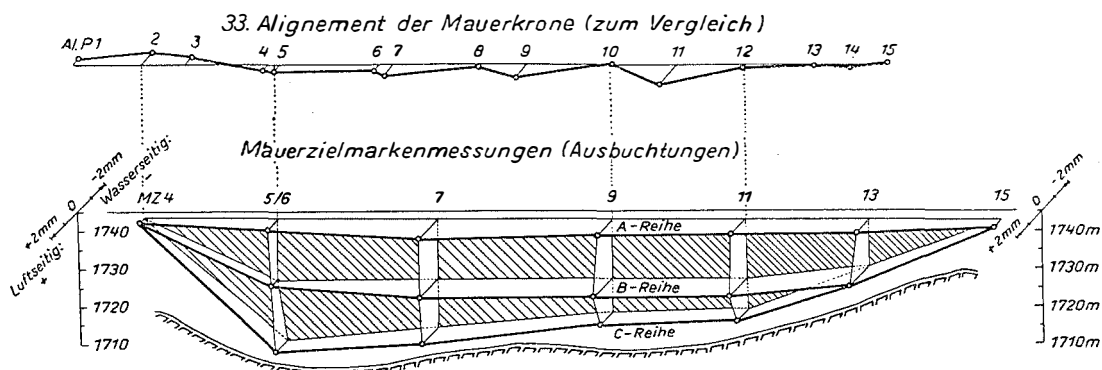 33. Alignement der Mauerkrone (zum Vergleich)
Al.P1 2 3 4 5 6 7 8 9 10 11 12 13 14 15
Mauerzielmarkenmessungen (Ausbuchtungen)
-2mm
Wasserseitig:
-
0
+2mm
Luftseitig:
+
MZ 4 5/6 7 9 11 13 15
-2mm
0
+2mm
1740 A-Reihe 1740m
1730 1730m
1720 B-Reihe 1720m
1710 C-Reihe 1710m